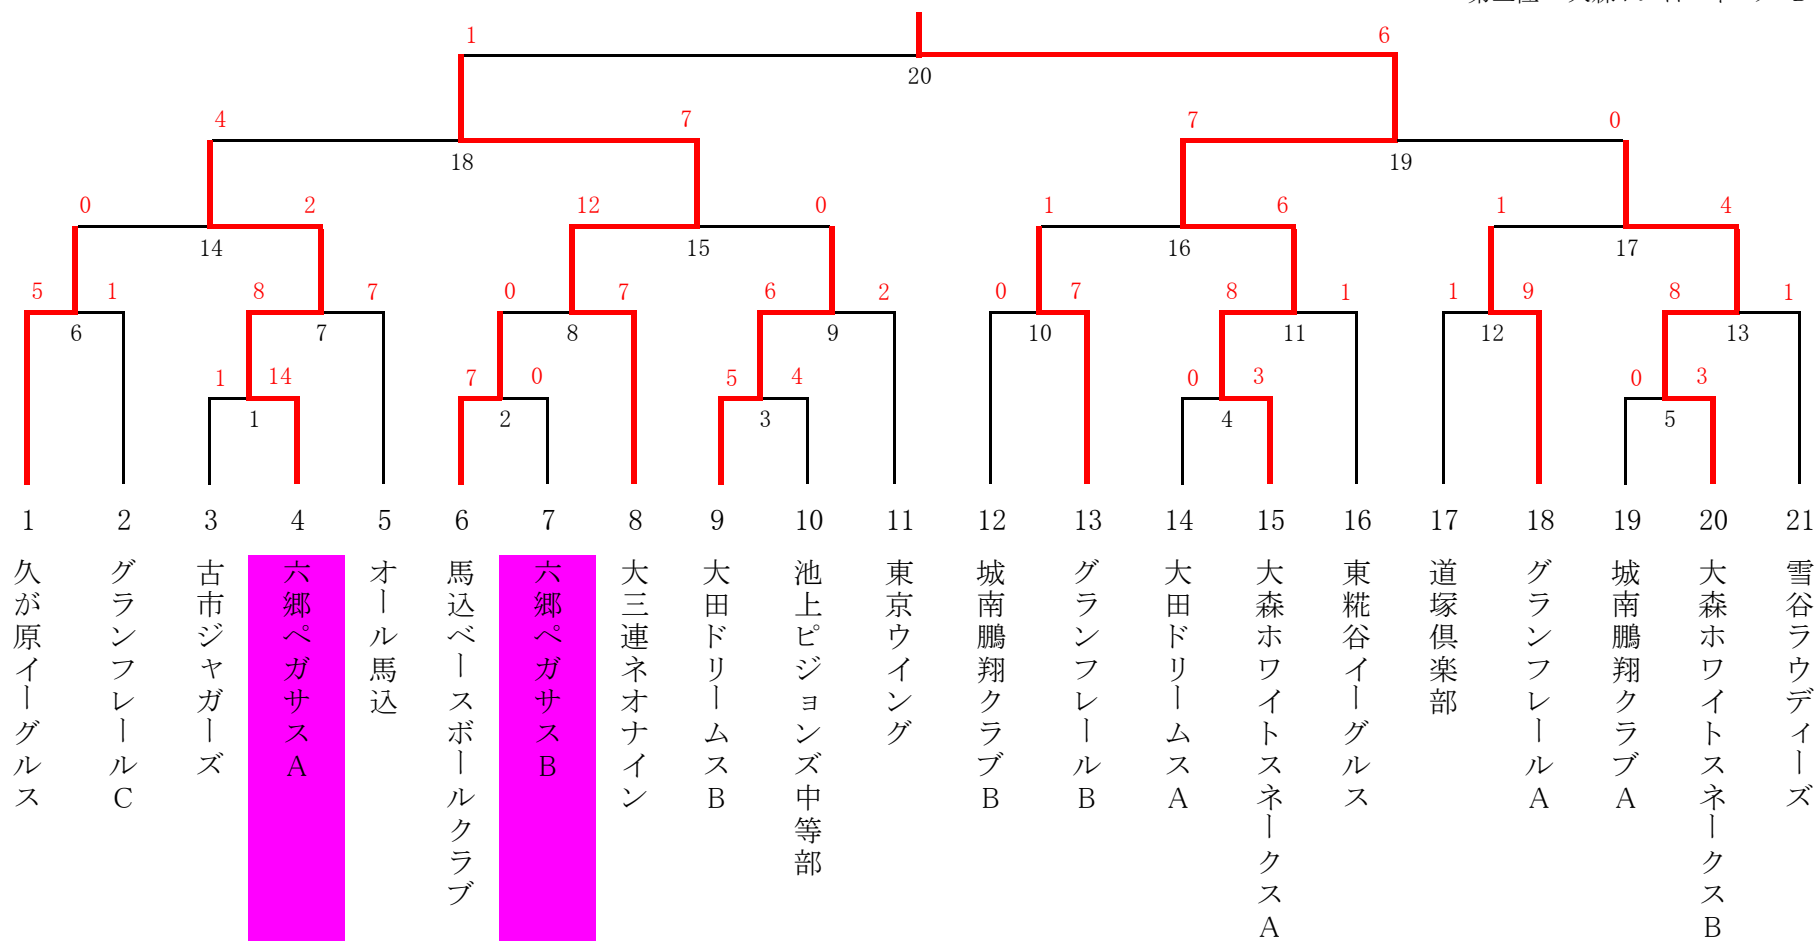 1 6
20
4 7 7 0
18 19
0 2 12 0 1 6 1 4
14 15 16 17
5 1 8 7 0 7 6 2 0 7 8 1 1 9 8 1
6 7 8 9 10 11 12 13
1 14 7 0 5 4 0 3 0 3
1 2 3 4 5
1 2 3 4 5 6 7 8 9 10 11 12 13 14 15 16 17 18 19 20 21
久が原イーグルス
グランフレールC
古市ジャガーズ
六郷ペガサスA
オール馬込
馬込ベースボールクラブ
六郷ペガサスB
大三連ネオナイン
大田ドリームスB
池上ピジョンズ中等部
東京ウイング
城南鵬翔クラブB
グランフレールB
大田ドリームスA
大森ホワイトスネークスA
東糀谷イーグルス
道塚倶楽部
グランフレールA
城南鵬翔クラブA
大森ホワイトスネークスB
雪谷ラウディーズ